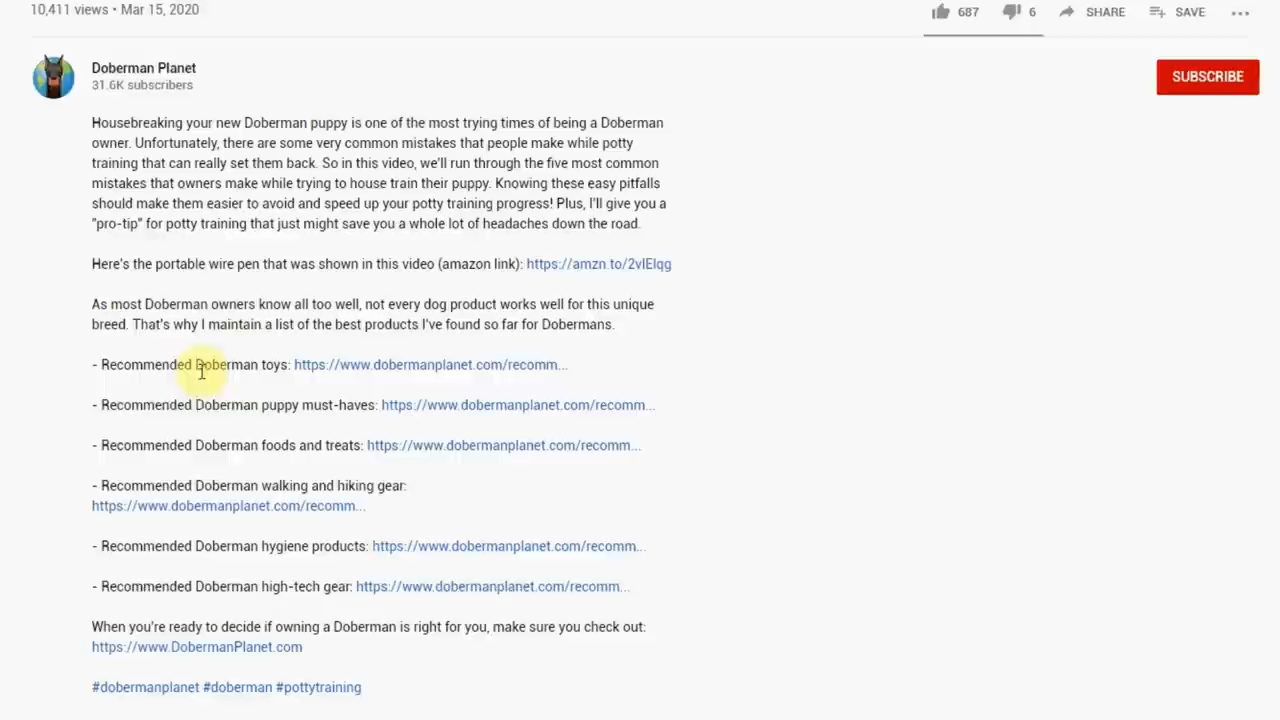 10,411 views • Mar 15, 2020
687
6
SHARE
SAVE
Doberman Planet
31.6K subscribers
SUBSCRIBE
Housebreaking your new Doberman puppy is one of the most trying times of being a Doberman
owner. Unfortunately, there are some very common mistakes that people make while potty
training that can really set them back. So in this video, we'll run through the five most common
mistakes that owners make while trying to house train their puppy. Knowing these easy pitfalls
should make them easier to avoid and speed up your potty training progress! Plus, I'll give you a
"pro-tip" for potty training that just might save you a whole lot of headaches down the road.
Here's the portable wire pen that was shown in this video (amazon link): https://amzn.to/2vIEIqg
As most Doberman owners know all too well, not every dog product works well for this unique
breed. That's why I maintain a list of the best products I've found so far for Dobermans.
- Recommended Doberman toys: https://www.dobermanplanet.com/recomm...
- Recommended Doberman puppy must-haves: https://www.dobermanplanet.com/recomm...
- Recommended Doberman foods and treats: https://www.dobermanplanet.com/recomm...
- Recommended Doberman walking and hiking gear:
https://www.dobermanplanet.com/recomm...
- Recommended Doberman hygiene products: https://www.dobermanplanet.com/recomm...
- Recommended Doberman high-tech gear: https://www.dobermanplanet.com/recomm...
When you're ready to decide if owning a Doberman is right for you, make sure you check out:
https://www.DobermanPlanet.com
#dobermanplanet #doberman #pottytraining